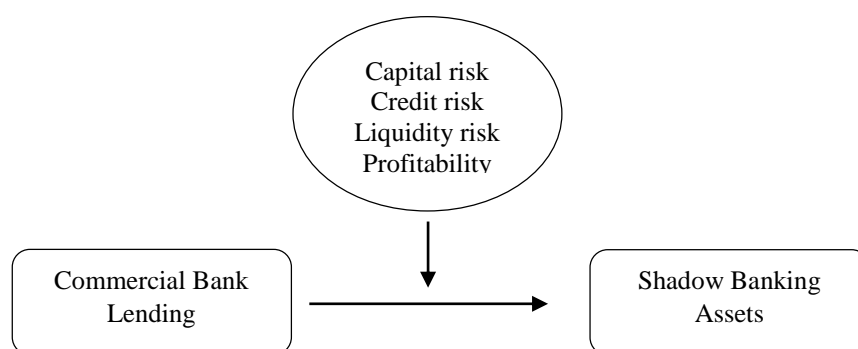 Capital risk
Credit risk
Liquidity risk
Profitability
Commercial Bank
Lending
Shadow Banking
Assets